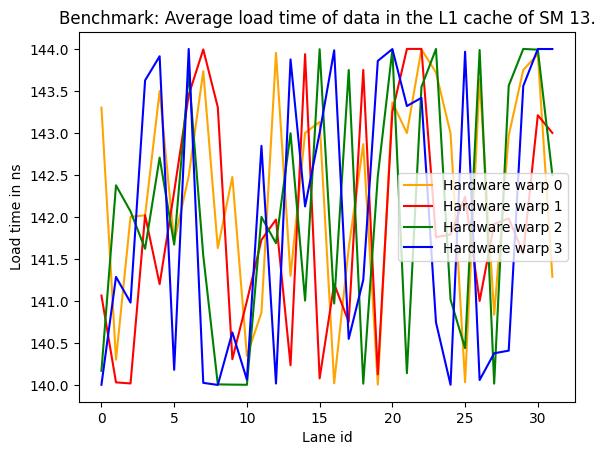 Benchmark: Average load time of data in the L1 cache of SM 13.
144.0
143.5
143.0
142.5
142.0
141.5
141.0
140.5
140.0
Load time in ns
Hardware warp 0
Hardware warp 1
Hardware warp 2
Hardware warp 3
0 5 10 15 20 25 30
Lane id